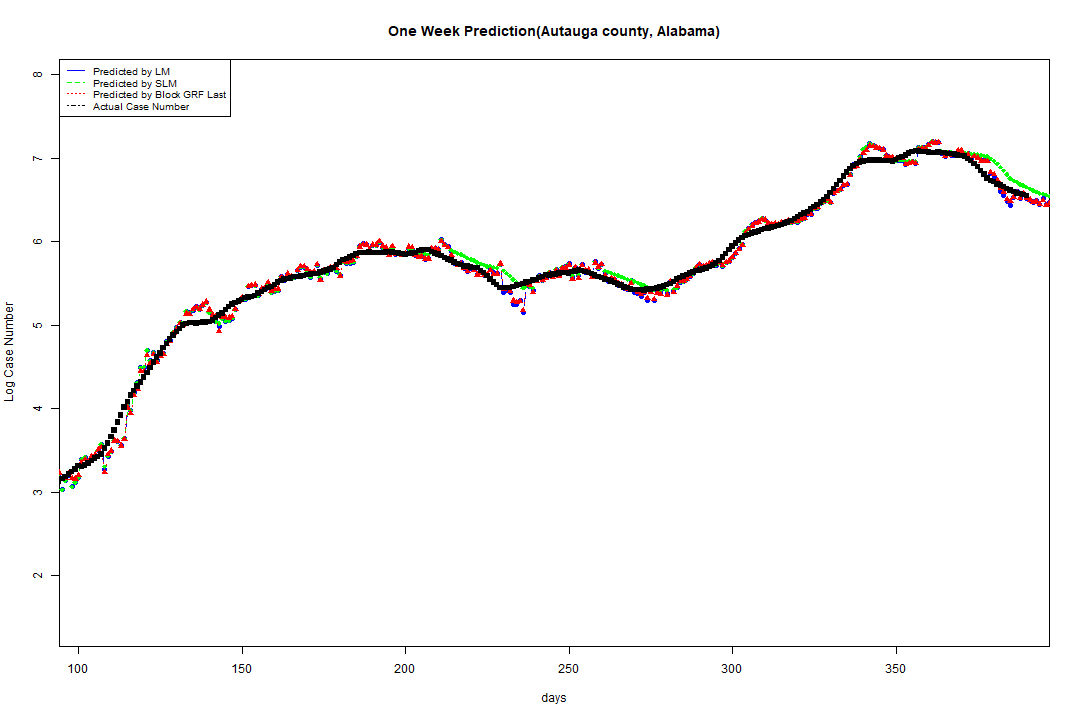 One Week Prediction(Autauga county, Alabama)
Predicted by LM
Predicted by SLM
Predicted by Block GRF Last
Actual Case Number
8
7
6
5
4
3
2
Log Case Number
100 150 200 250 300 350
days